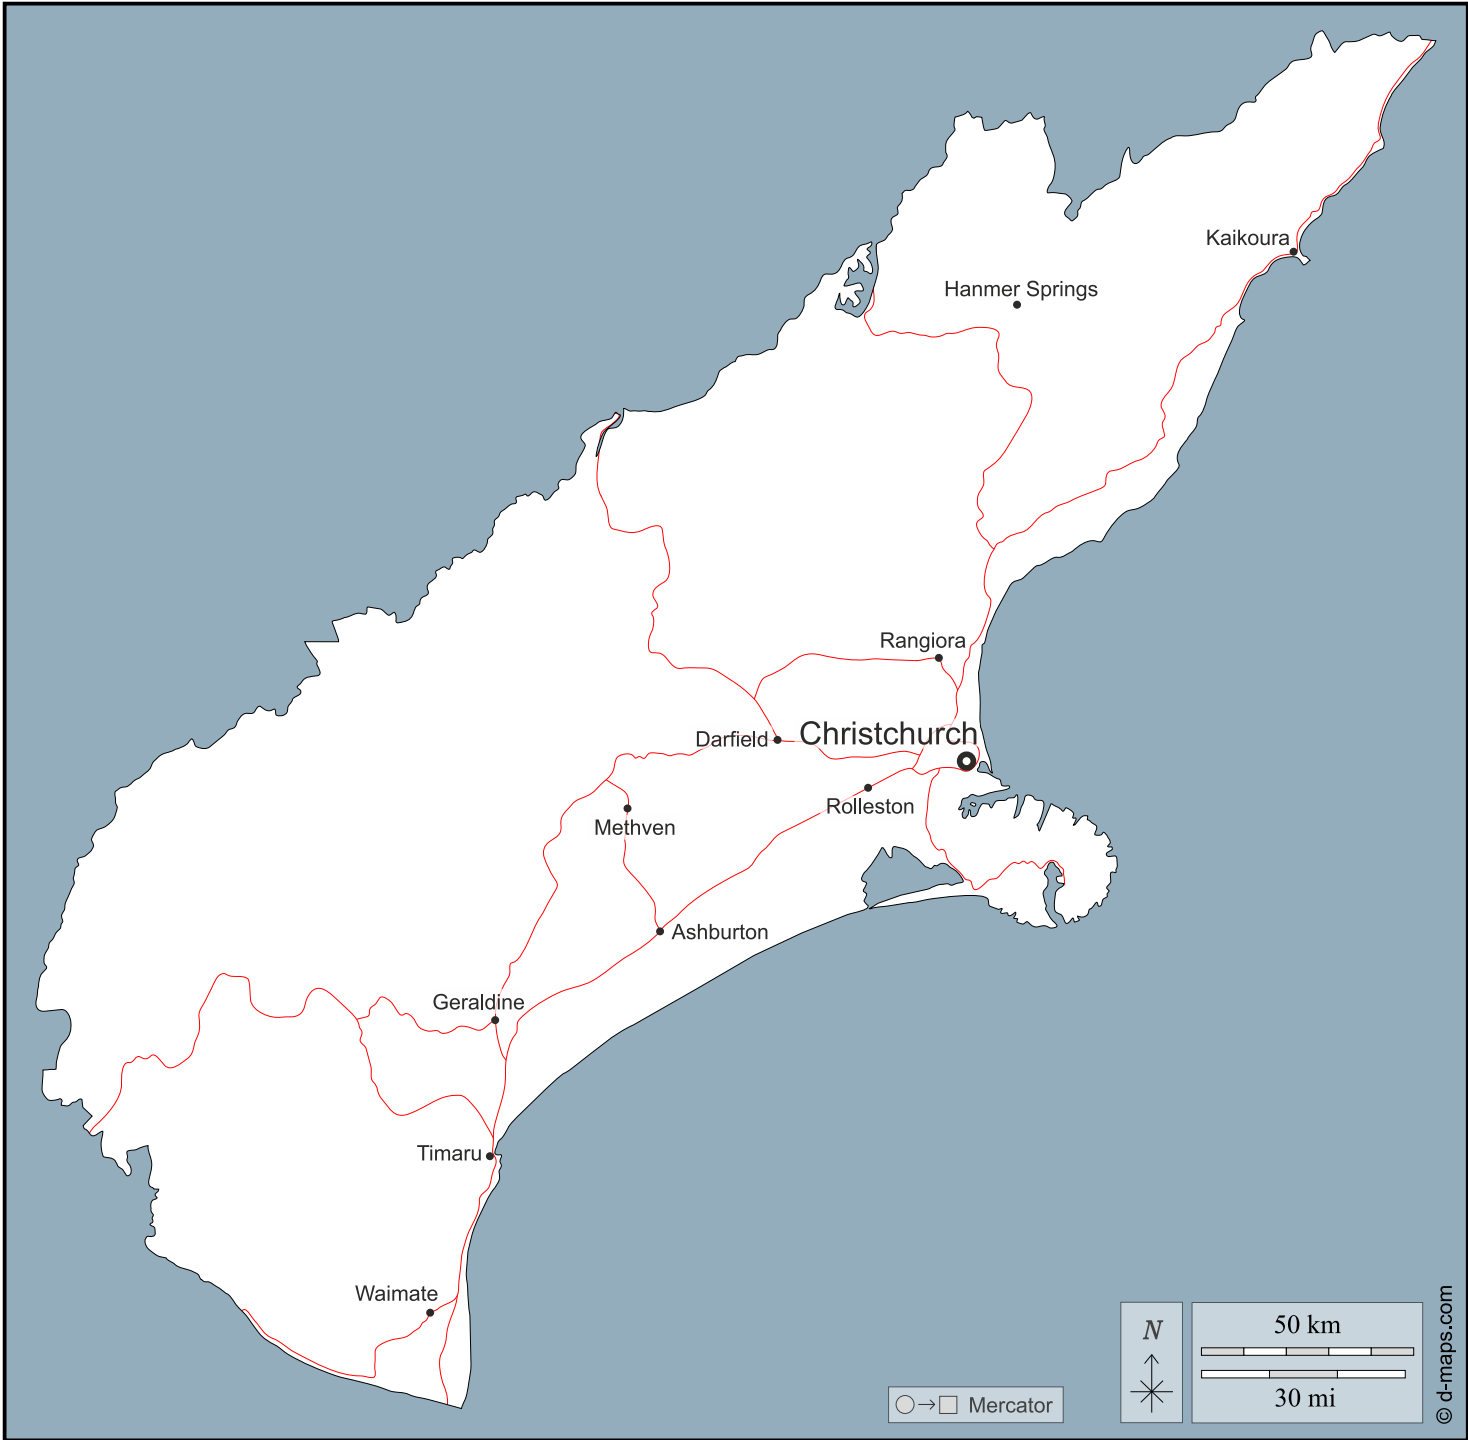 Kaikoura
Hanmer Springs
Rangiora
Christchurch
Darfield
Rolleston
Methven
Ashburton
Geraldine
Timaru
Waimate
N
50 km
30 mi
Mercator
© d-maps.com